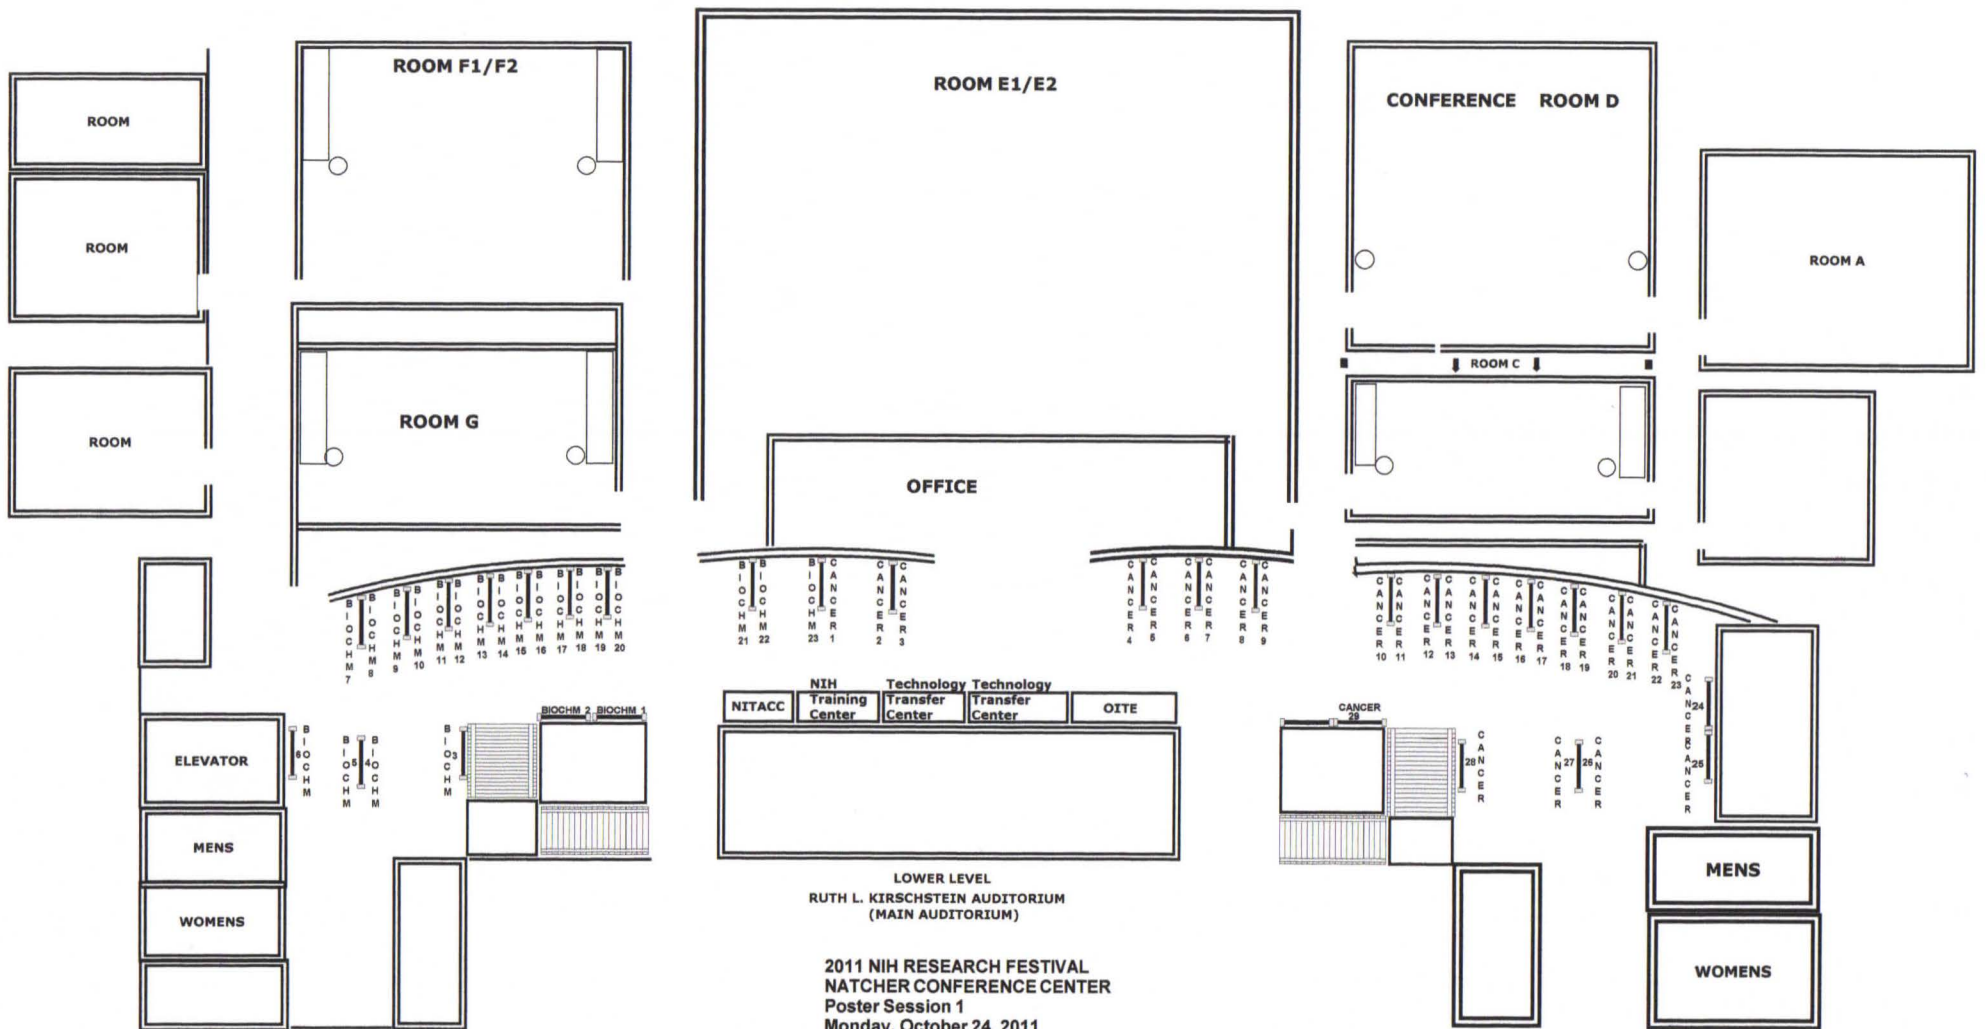 ROOM F1/F2
ROOM E1/E2
CONFERENCE ROOM D
ROOM
ROOM
ROOM A
ROOM C
ROOM G
ROOM
OFFICE
BIOCHM 7
BIOCHM 8
BIOCHM 9
BIOCHM 10
BIOCHM 11
BIOCHM 12
BIOCHM 13
BIOCHM 14
BIOCHM 15
BIOCHM 16
BIOCHM 17
BIOCHM 18
BIOCHM 19
BIOCHM 20
BIOCHM 21
BIOCHM 22
BIOCHM 23
CANCER 1
CANCER 2
CANCER 3
CANCER 4
CANCER 5
CANCER 6
CANCER 7
CANCER 8
CANCER 9
CANCER 10
CANCER 11
CANCER 12
CANCER 13
CANCER 14
CANCER 15
CANCER 16
CANCER 17
CANCER 18
CANCER 19
CANCER 20
CANCER 21
CANCER 22
CANCER 23
CANCER 24
CANCER 25
NITACC
NIH
Training
Center
Technology
Transfer
Center
Technology
Transfer
Center
OITE
BIOCHM 2
BIOCHM 1
CANCER
29
ELEVATOR
6 BIOCHM
BIOCHM 5
4 BIOCHM
BIOCHM 3
28 CANCER
CANCER 27
26 CANCER
MENS
WOMENS
MENS
WOMENS
LOWER LEVEL
RUTH L. KIRSCHSTEIN AUDITORIUM
(MAIN AUDITORIUM)
2011 NIH RESEARCH FESTIVAL
NATCHER CONFERENCE CENTER
Poster Session 1
Monday, October 24, 2011